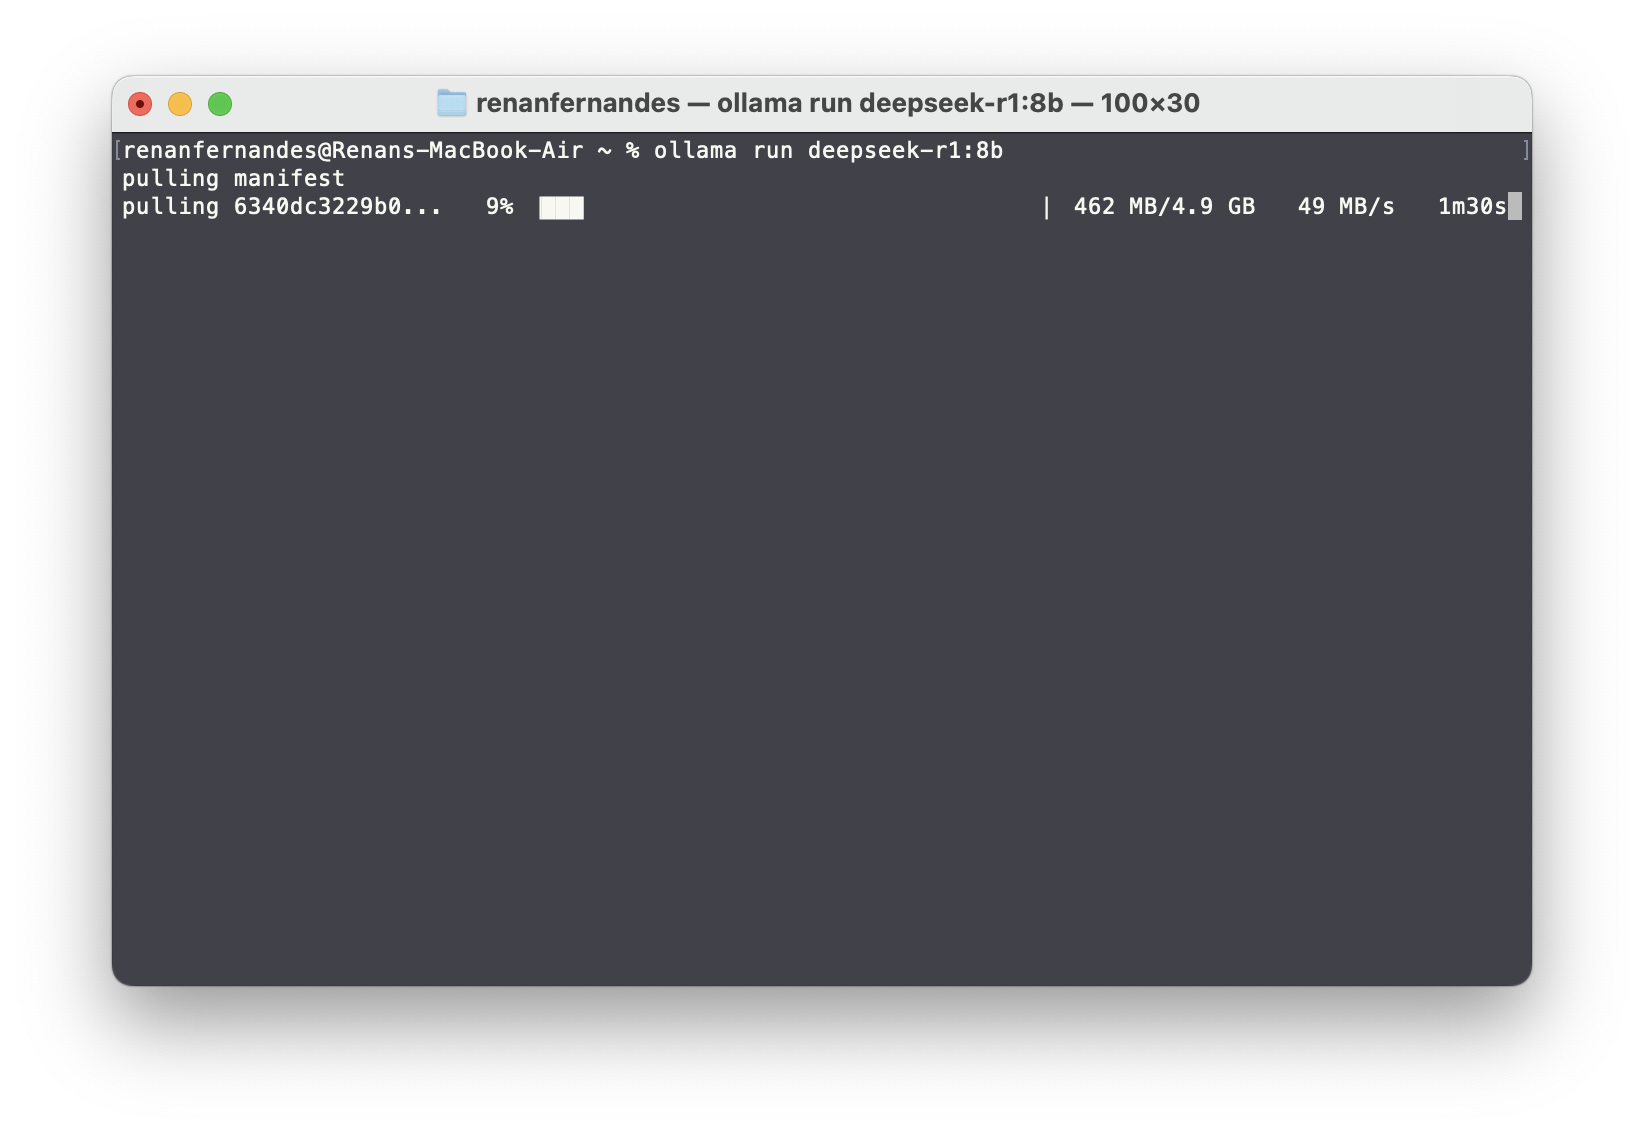 renanfernandes — ollama run deepseek-r1:8b — 100×30
[renanfernandes@Renans-MacBook-Air ~ % ollama run deepseek-r1:8b ]
pulling manifest
pulling 6340dc3229b0... 9% ███ | 462 MB/4.9 GB 49 MB/s 1m30s